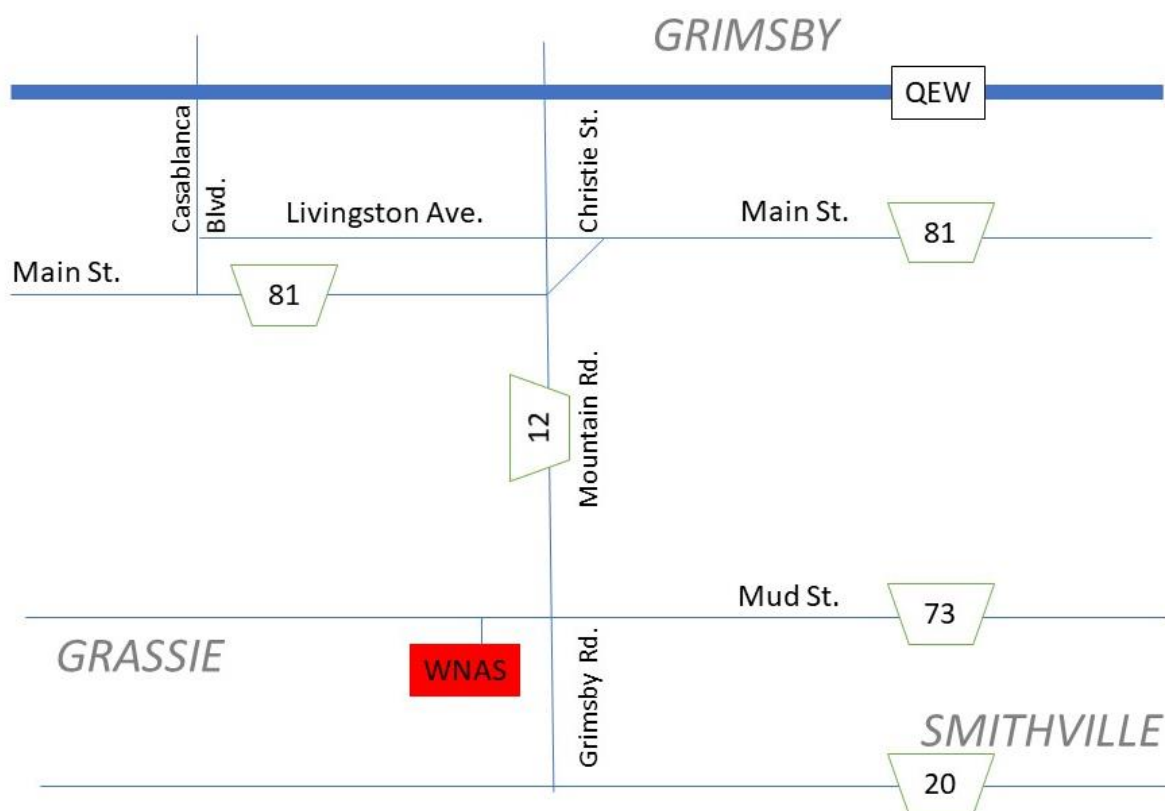 GRIMSBY
QEW
Casablanca
Blvd.
Christie St.
Livingston Ave.
Main St.
81
Main St.
81
12
Mountain Rd.
Mud St.
73
GRASSIE
WNAS
Grimsby Rd.
SMITHVILLE
20